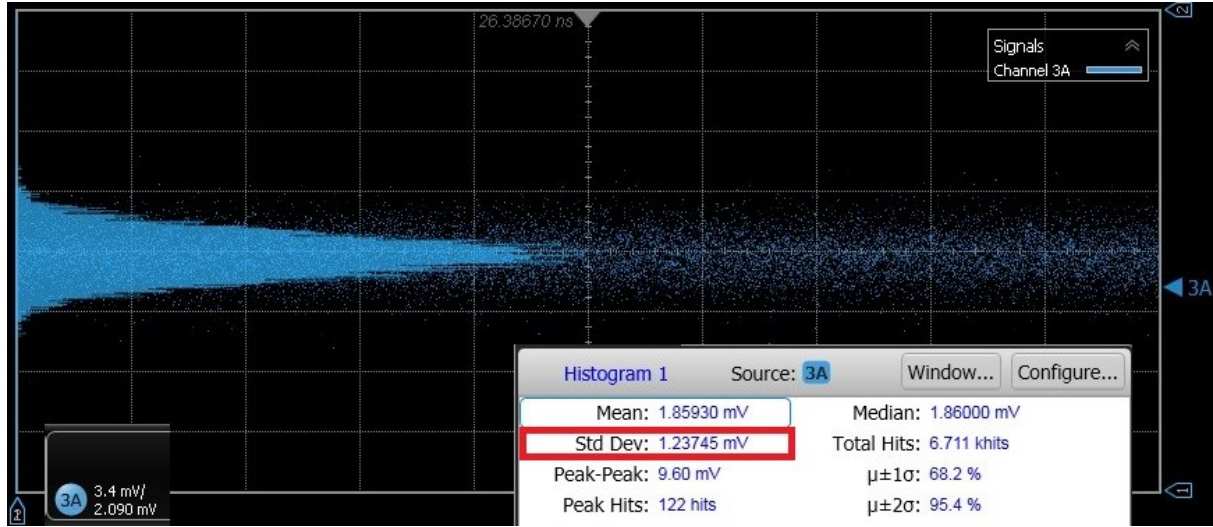 26.38670 ns
2
Signals
Channel 3A
3A
Histogram 1 Source: 3A Window... Configure...
Mean: 1.85930 mV Median: 1.86000 mV
Std Dev: 1.23745 mV Total Hits: 6.711 khits
Peak-Peak: 9.60 mV μ±1σ: 68.2 %
Peak Hits: 122 hits μ±2σ: 95.4 %
3A 3.4 mV/
2.090 mV
1